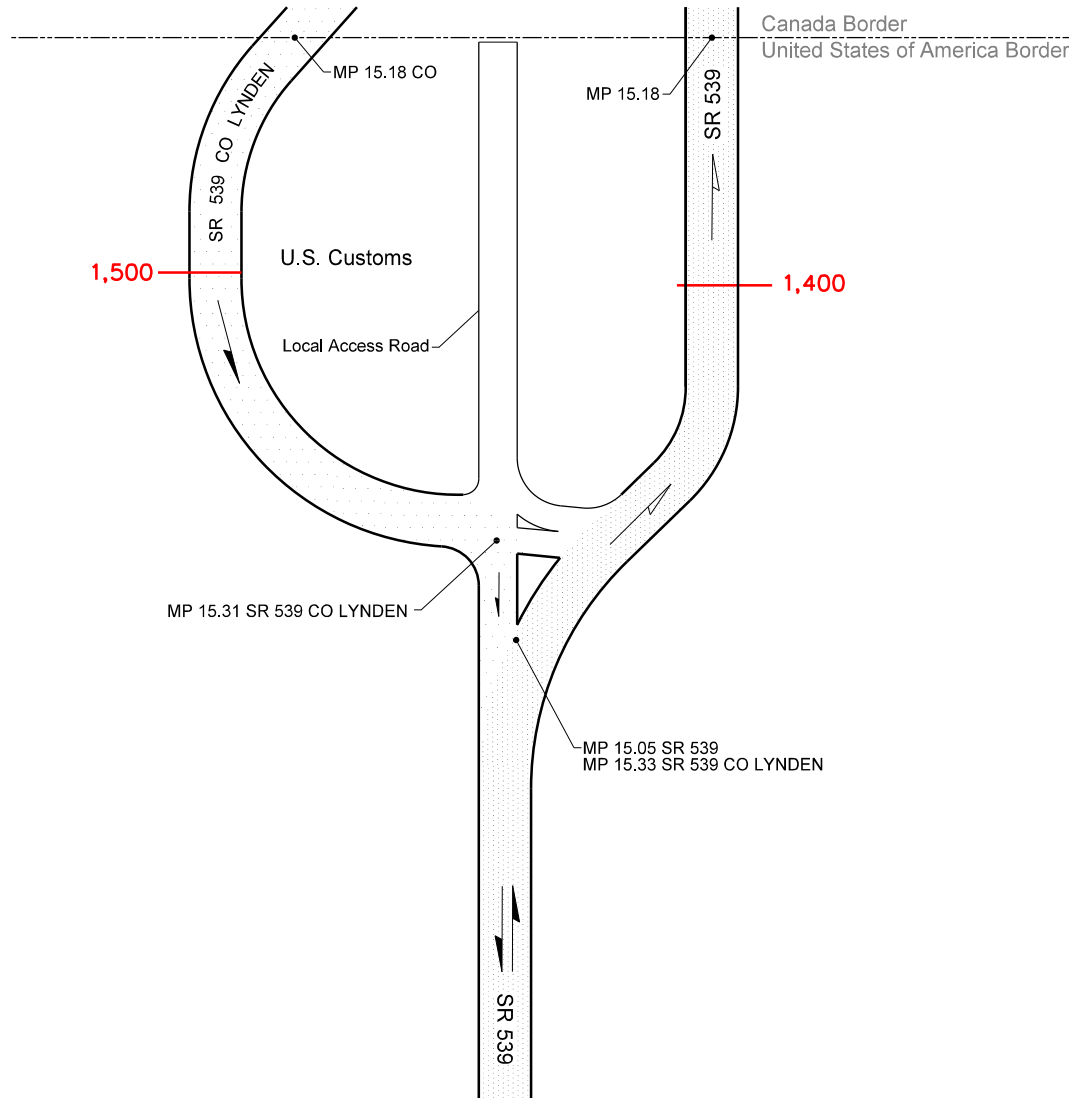 Canada Border
United States of America Border
MP 15.18 CO
MP 15.18
SR 539 CO LYNDEN
SR 539
U.S. Customs
1,500
1,400
Local Access Road
MP 15.31 SR 539 CO LYNDEN
MP 15.05 SR 539
MP 15.33 SR 539 CO LYNDEN
SR 539